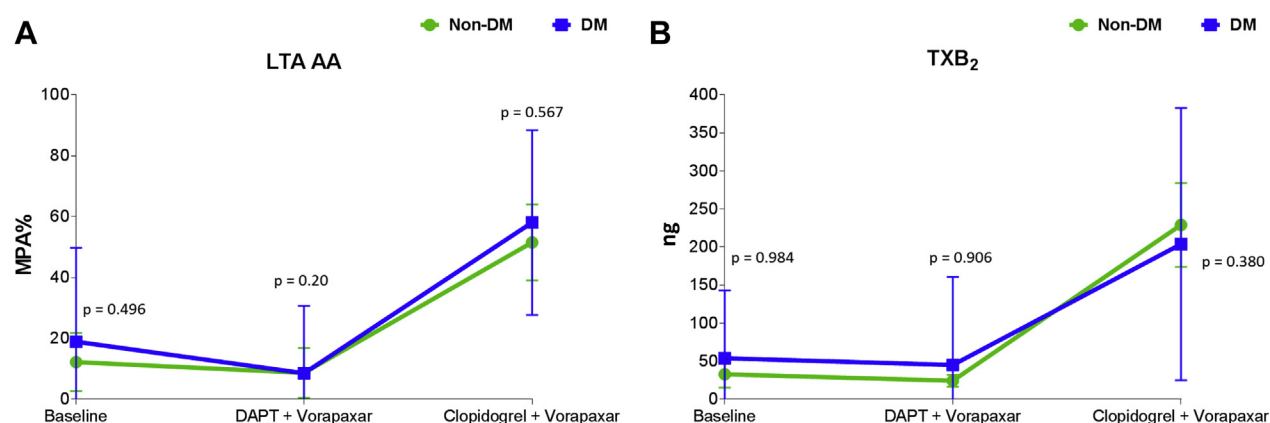 A
Non-DM
DM
LTA AA
MPA%
100
80
60
40
20
0
p = 0.496
p = 0.20
p = 0.567
Baseline
DAPT + Vorapaxar
Clopidogrel + Vorapaxar
B
Non-DM
DM
TXB₂
ng
400
350
300
250
200
150
100
50
0
p = 0.984
p = 0.906
p = 0.380
Baseline
DAPT + Vorapaxar
Clopidogrel + Vorapaxar